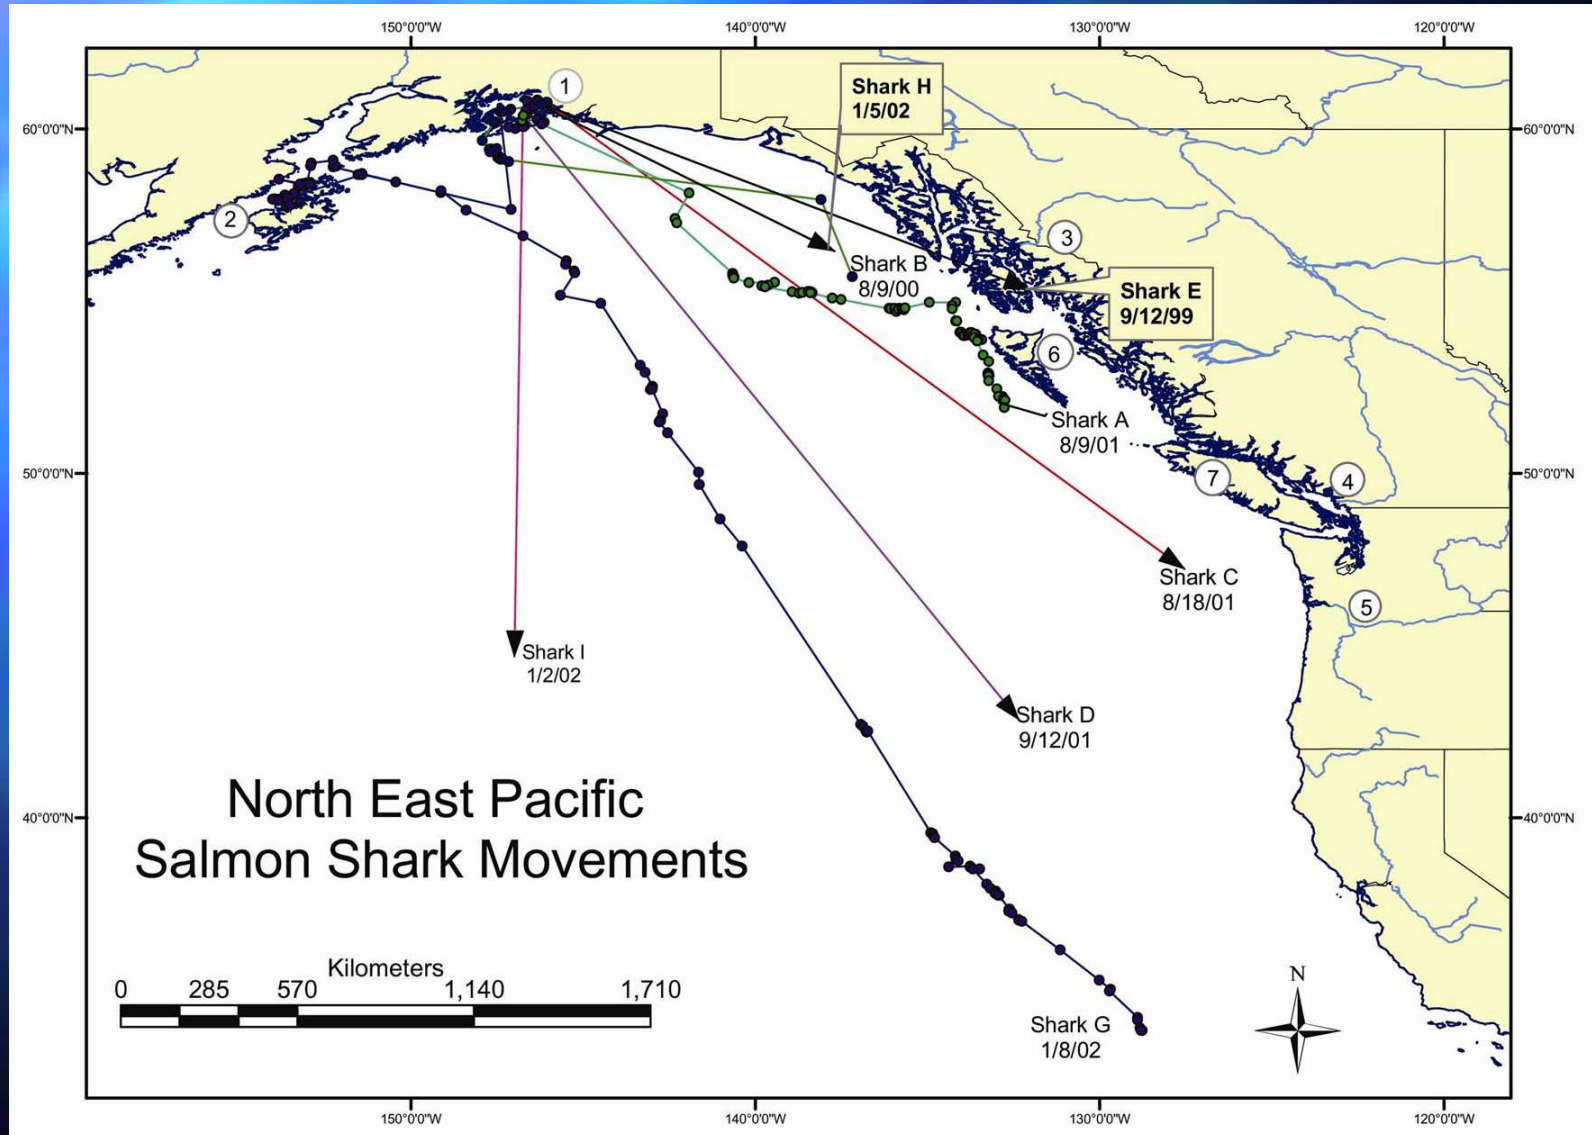 150°0'0"W
140°0'0"W
130°0'0"W
120°0'0"W
1
Shark H
1/5/02
60°0'0"N
60°0'0"N
2
3
Shark B
8/9/00
Shark E
9/12/99
6
Shark A
8/9/01
50°0'0"N
50°0'0"N
7
4
Shark C
8/18/01
5
Shark I
1/2/02
Shark D
9/12/01
North East Pacific
Salmon Shark Movements
40°0'0"N
40°0'0"N
Kilometers
0 285 570 1,140 1,710
N
Shark G
1/8/02
150°0'0"W
140°0'0"W
130°0'0"W
120°0'0"W